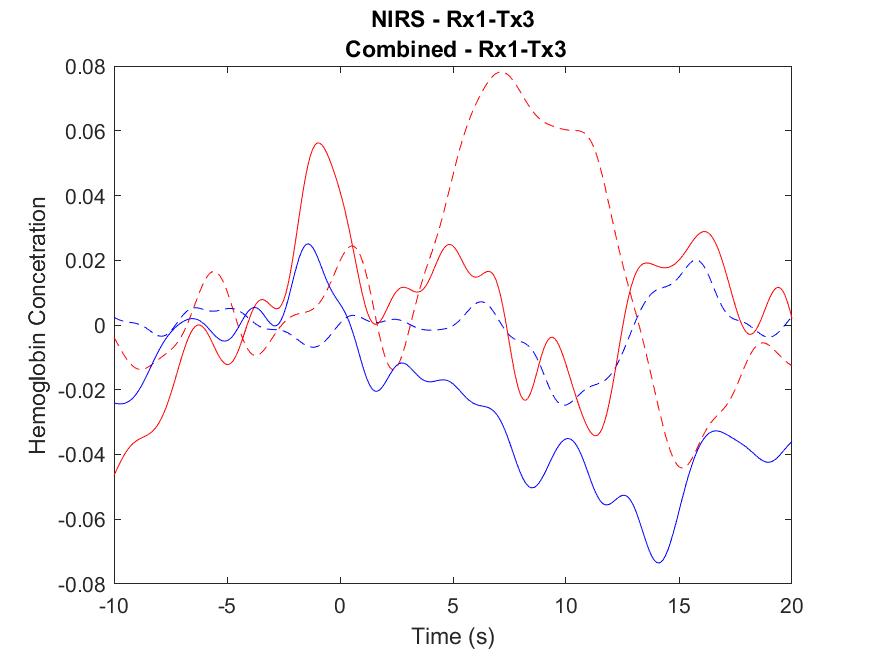 NIRS - Rx1-Tx3
Combined - Rx1-Tx3
Hemoglobin Concetration
0.08
0.06
0.04
0.02
0
-0.02
-0.04
-0.06
-0.08
-10 -5 0 5 10 15 20
Time (s)